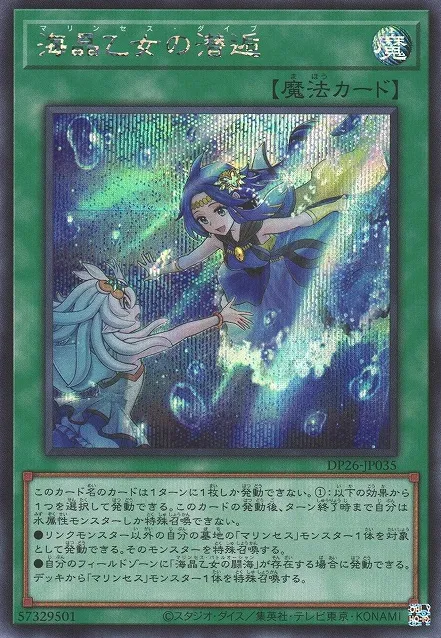 マリンセス・ダイブ
海晶乙女の潜逅
魔
【魔法カード】
DP26-JP035
このカード名のカードは1ターンに1枚しか発動できない。①:以下の効果から
1つを選択して発動できる。このカードの発動後、ターン終了時まで自分は
水属性モンスターしか特殊召喚できない。
●リンクモンスター以外の自分の墓地の「マリンセス」モンスター1体を対象
として発動できる。そのモンスターを特殊召喚する。
●自分のフィールドゾーンに「海晶乙女の闘海」が存在する場合に発動できる。
デッキから「マリンセス」モンスター1体を特殊召喚する。
57329501
©スタジオ・ダイス/集英社・テレビ東京・KONAMI